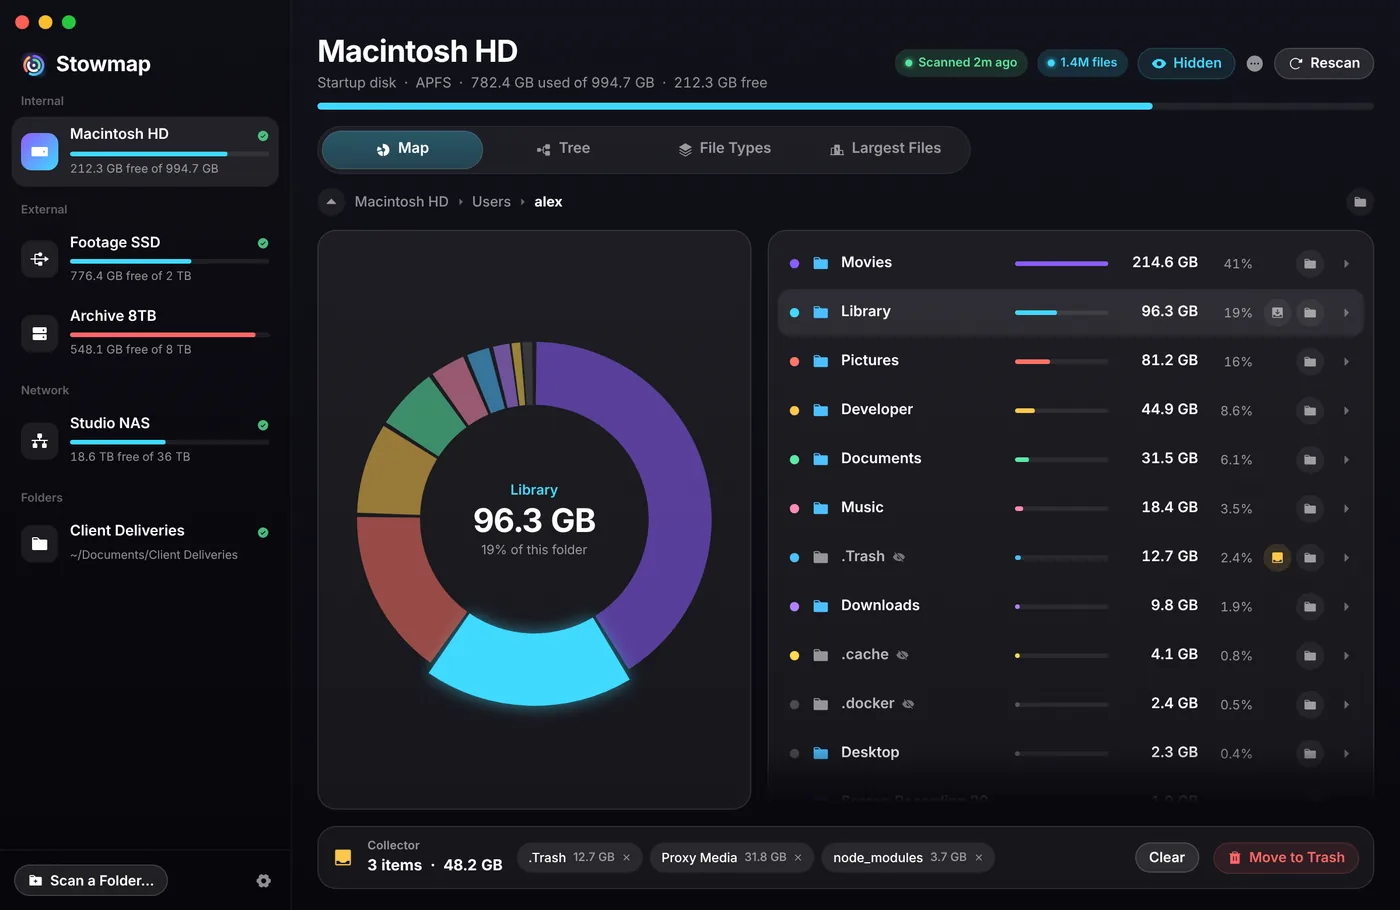 Stowmap
Internal
Macintosh HD
212.3 GB free of 994.7 GB
External
Footage SSD
776.4 GB free of 2 TB
Archive 8TB
548.1 GB free of 8 TB
Network
Studio NAS
18.6 TB free of 36 TB
Folders
Client Deliveries
~/Documents/Client Deliveries
Scan a Folder...
Macintosh HD
Startup disk · APFS · 782.4 GB used of 994.7 GB · 212.3 GB free
Scanned 2m ago
1.4M files
Hidden
Rescan
Map
Tree
File Types
Largest Files
Macintosh HD › Users › alex
Library
96.3 GB
19% of this folder
Movies 214.6 GB 41%
Library 96.3 GB 19%
Pictures 81.2 GB 16%
Developer 44.9 GB 8.6%
Documents 31.5 GB 6.1%
Music 18.4 GB 3.5%
.Trash 12.7 GB 2.4%
Downloads 9.8 GB 1.9%
.cache 4.1 GB 0.8%
.docker 2.4 GB 0.5%
Desktop 2.3 GB 0.4%
Collector
3 items · 48.2 GB
.Trash 12.7 GB ×
Proxy Media 31.8 GB ×
node_modules 3.7 GB ×
Clear
Move to Trash